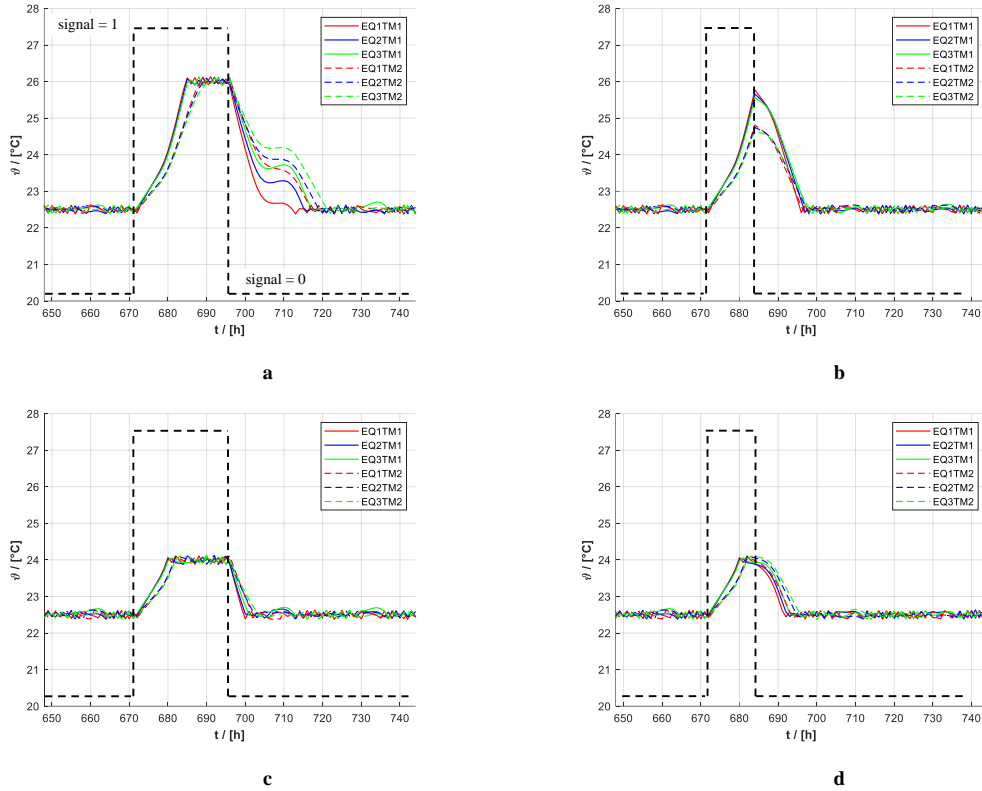 signal = 1
28
27
26
25
24
23
22
21
20
ϑ / [°C]
EQ1TM1
EQ2TM1
EQ3TM1
EQ1TM2
EQ2TM2
EQ3TM2
signal = 0
650 660 670 680 690 700 710 720 730 740
t / [h]
a
28
27
26
25
24
23
22
21
20
ϑ / [°C]
EQ1TM1
EQ2TM1
EQ3TM1
EQ1TM2
EQ2TM2
EQ3TM2
650 660 670 680 690 700 710 720 730 740
t / [h]
b
28
27
26
25
24
23
22
21
20
ϑ / [°C]
EQ1TM1
EQ2TM1
EQ3TM1
EQ1TM2
EQ2TM2
EQ3TM2
650 660 670 680 690 700 710 720 730 740
t / [h]
c
28
27
26
25
24
23
22
21
20
ϑ / [°C]
EQ1TM1
EQ2TM1
EQ3TM1
EQ1TM2
EQ2TM2
EQ3TM2
650 660 670 680 690 700 710 720 730 740
t / [h]
d